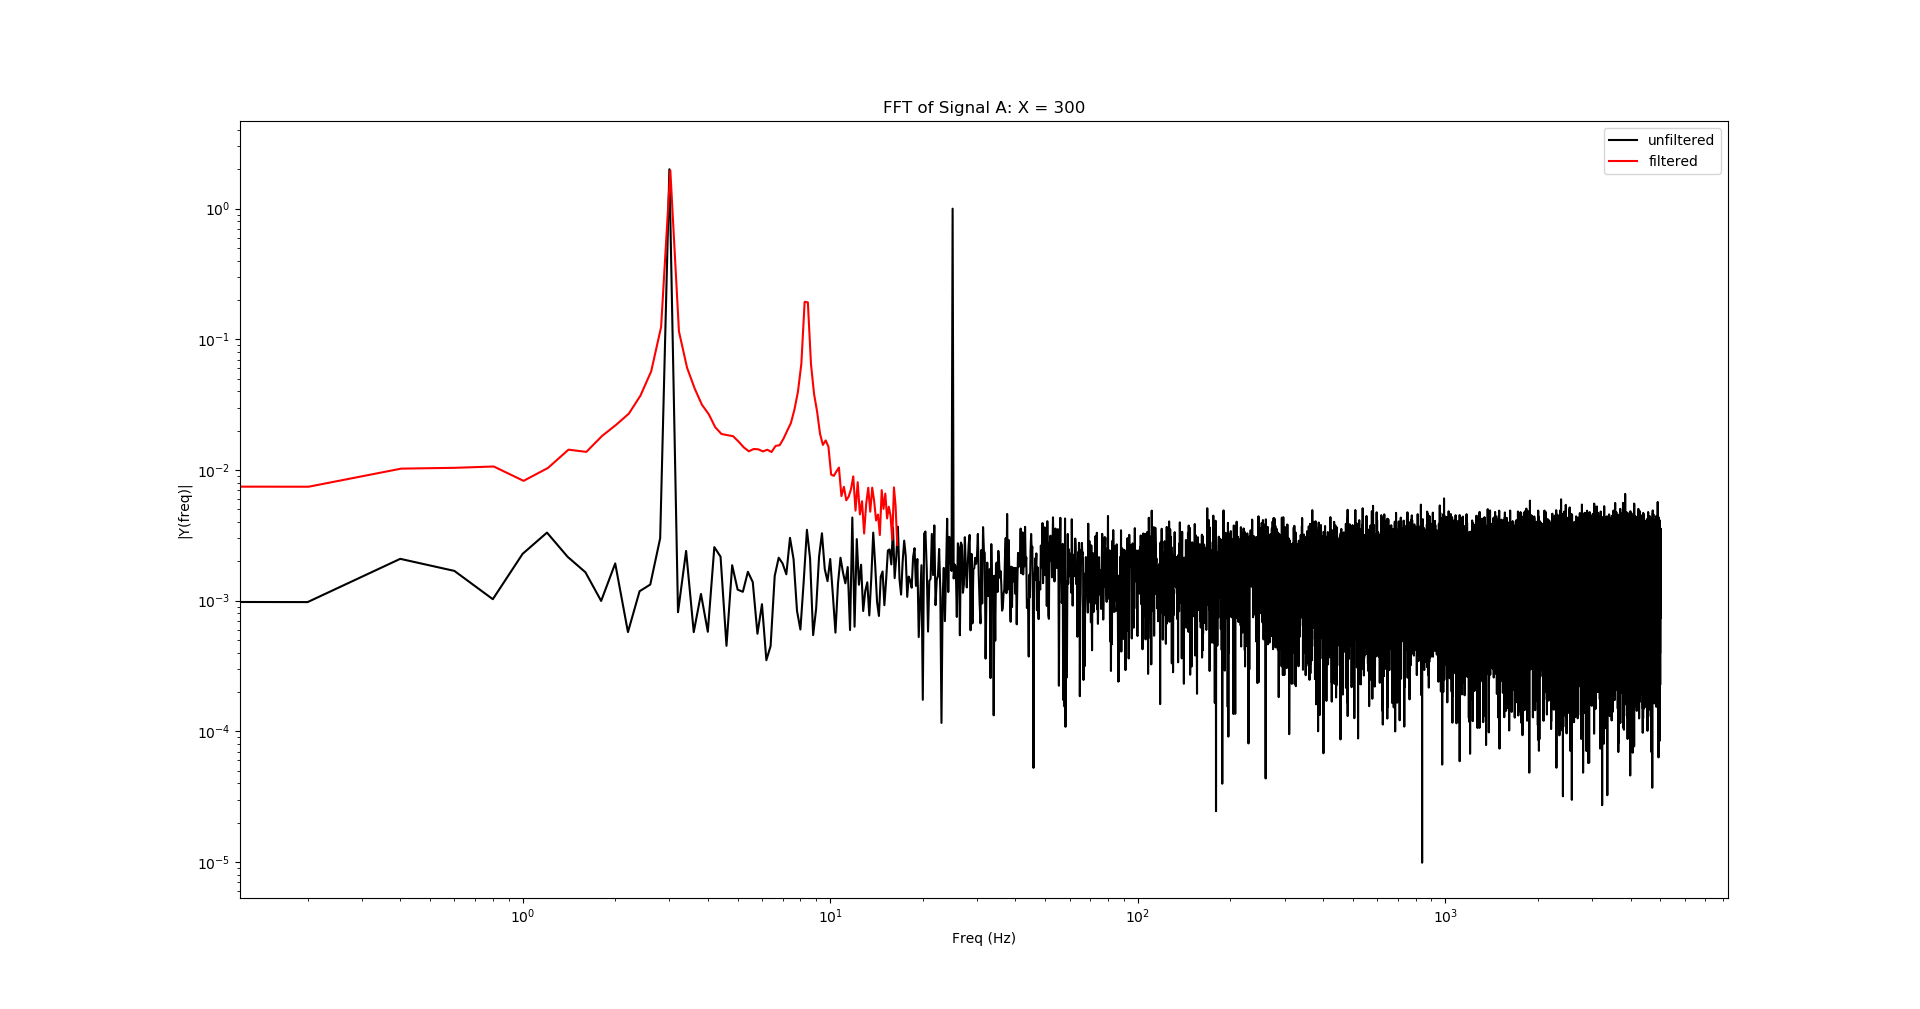 FFT of Signal A: X = 300
unfiltered
filtered
10⁰
10⁻¹
10⁻²
10⁻³
10⁻⁴
10⁻⁵
|Y(freq)|
10⁰ 10¹ 10² 10³
Freq (Hz)